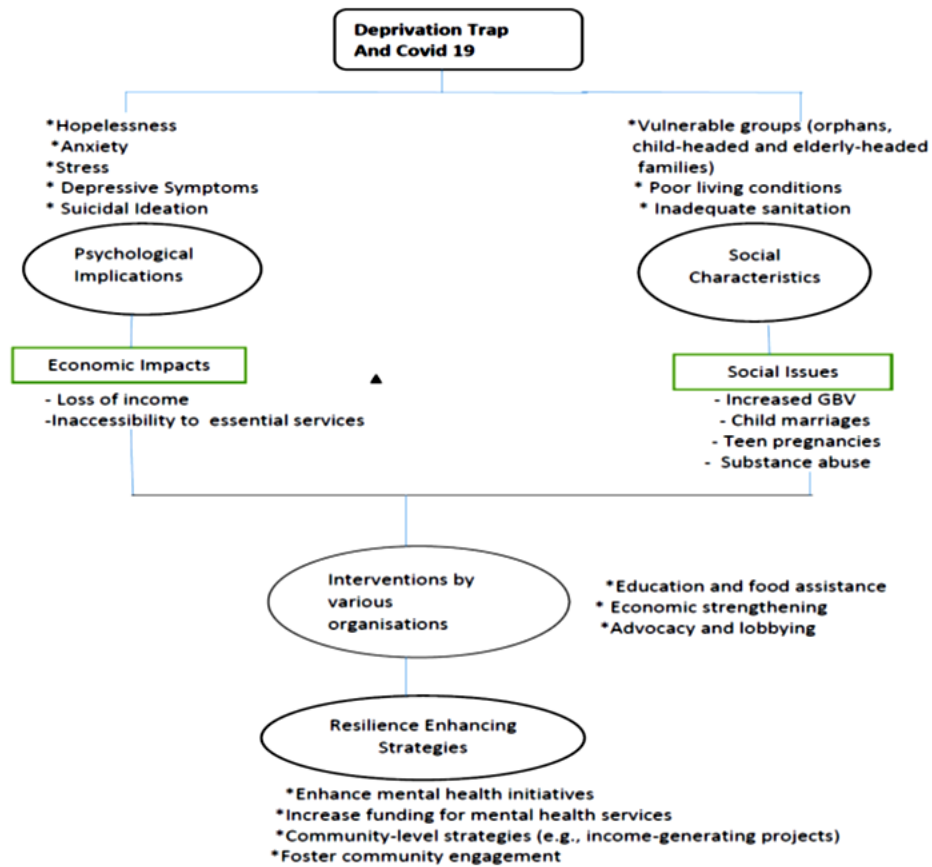 Deprivation Trap
And Covid 19
*Hopelessness
*Anxiety
*Stress
* Depressive Symptoms
* Suicidal Ideation
*Vulnerable groups (orphans,
child-headed and elderly-headed
families)
* Poor living conditions
* Inadequate sanitation
Psychological
Implications
Social
Characteristics
Economic Impacts
- Loss of income
-Inaccessibility to essential services
Social Issues
- Increased GBV
- Child marriages
- Teen pregnancies
- Substance abuse
Interventions by
various
organisations
*Education and food assistance
* Economic strengthening
*Advocacy and lobbying
Resilience Enhancing
Strategies
*Enhance mental health initiatives
*Increase funding for mental health services
*Community-level strategies (e.g., income-generating projects)
*Foster community engagement